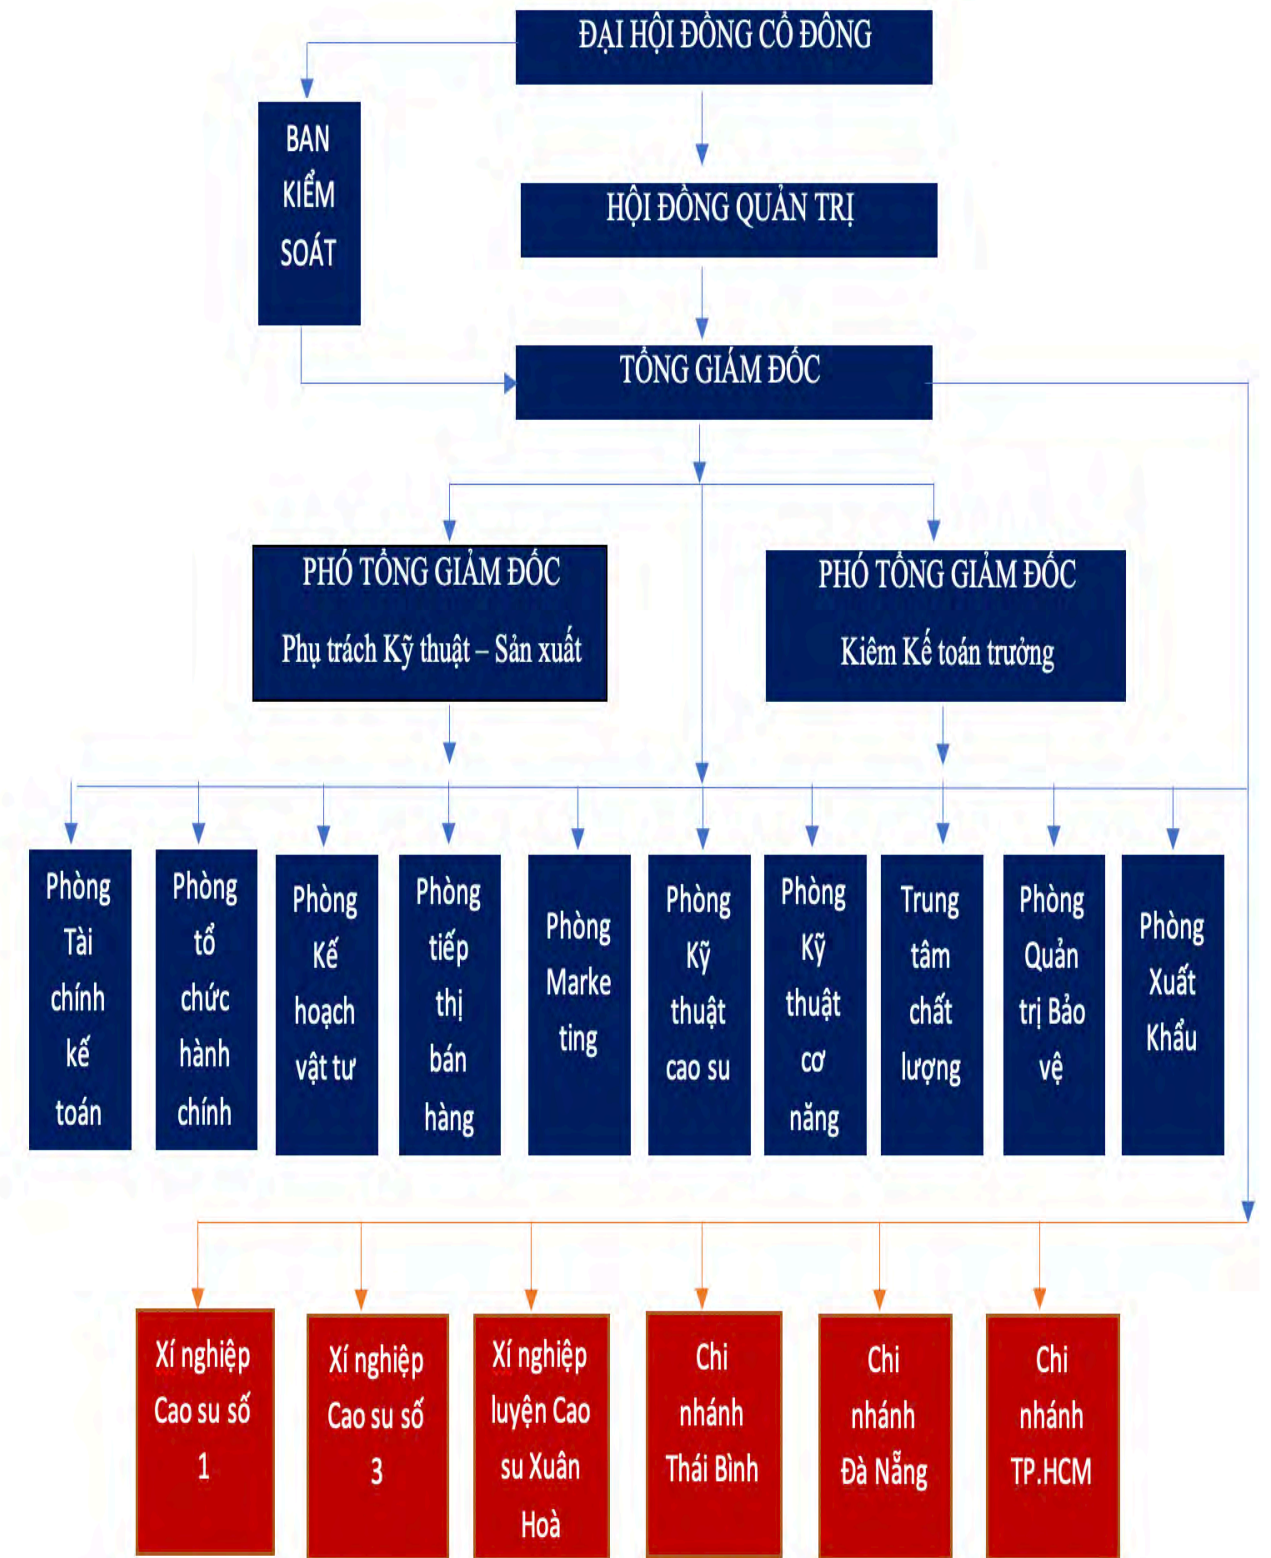 ĐẠI HỘI ĐỒNG CỔ ĐÔNG
BAN
KIỂM
SOÁT
HỘI ĐỒNG QUẢN TRỊ
TỔNG GIÁM ĐỐC
PHÓ TỔNG GIẢM ĐỐC
Phụ trách Kỹ thuật – Sản xuất
PHÓ TỔNG GIẢM ĐỐC
Kiêm Kế toán trưởng
Phòng
Tài
chính
kế
toán
Phòng
tổ
chức
hành
chính
Phòng
Kế
hoạch
vật tư
Phòng
tiếp
thị
bán
hàng
Phòng
Marke
ting
Phòng
Kỹ
thuật
cao su
Phòng
Kỹ
thuật
cơ
năng
Trung
tâm
chất
lượng
Phòng
Quản
trị Bảo
vệ
Phòng
Xuất
Khẩu
Xí nghiệp
Cao su số
1
Xí nghiệp
Cao su số
3
Xí nghiệp
luyện Cao
su Xuân
Hoà
Chi
nhánh
Thái Bình
Chi
nhánh
Đà Nẵng
Chi
nhánh
TP.HCM